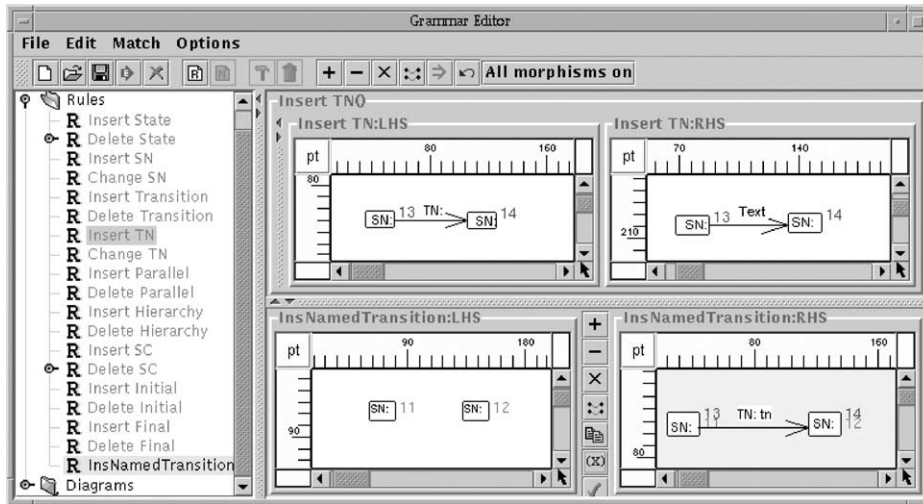 Grammar Editor
File Edit Match Options
R N + − × All morphisms on
Rules
R Insert State
R Delete State
R Insert SN
R Change SN
R Insert Transition
R Delete Transition
R Insert TN
R Change TN
R Insert Parallel
R Delete Parallel
R Insert Hierarchy
R Delete Hierarchy
R Insert SC
R Delete SC
R Insert Initial
R Delete Initial
R Insert Final
R Delete Final
R InsNamedTransition
Diagrams
Insert TN()
Insert TN:LHS
pt 80 160
80
SN: 13 TN: SN: 14
Insert TN:RHS
pt 70 140
210
SN: 13 Text SN: 14
InsNamedTransition:LHS
pt 90 180
90
SN: 11 SN: 12
+
−
×
(X)
InsNamedTransition:RHS
pt 80 160
80
SN: 13 11 TN: tn SN: 14 12